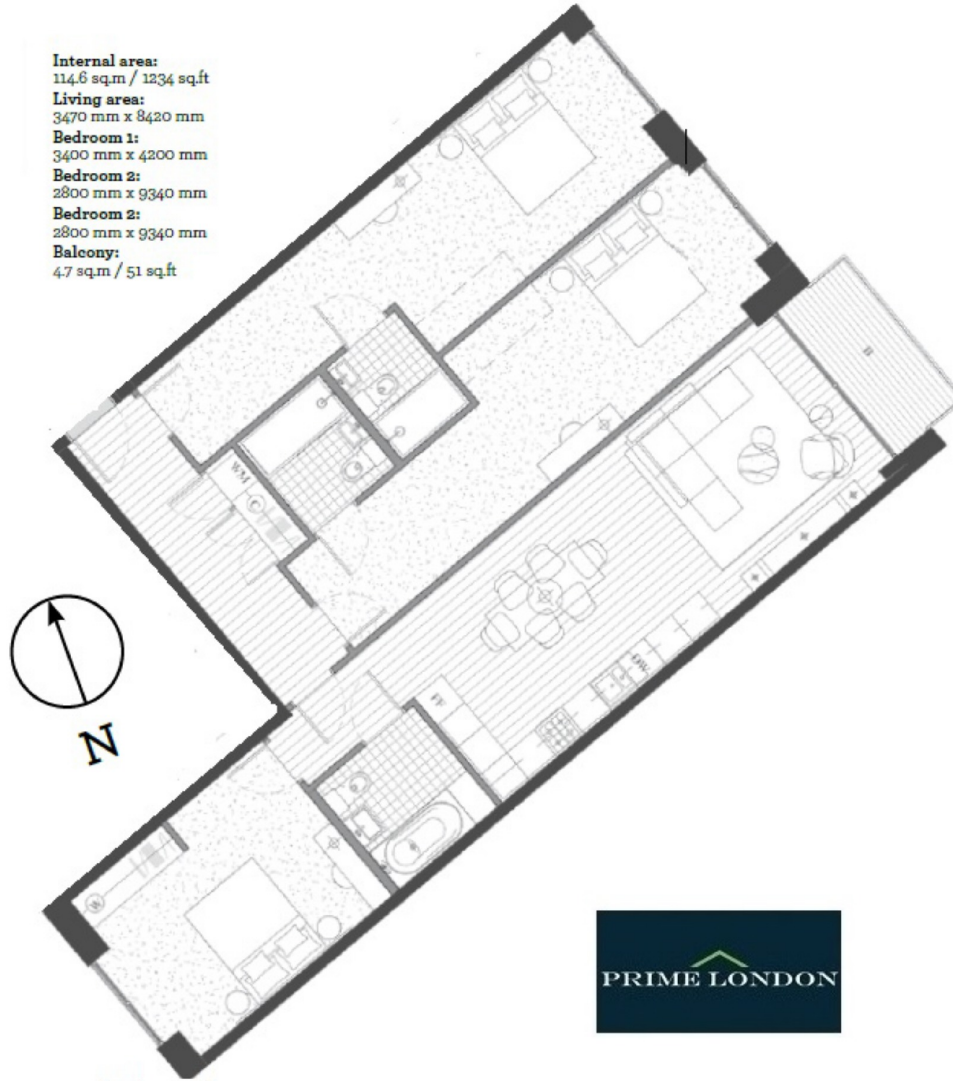 Internal area:
114.6 sq.m / 1234 sq.ft
Living area:
3470 mm x 8420 mm
Bedroom 1:
3400 mm x 4200 mm
Bedroom 2:
2800 mm x 9340 mm
Bedroom 2:
2800 mm x 9340 mm
Balcony:
4.7 sq.m / 51 sq.ft
WM
C
B
DW
FF
N
W
PRIME LONDON